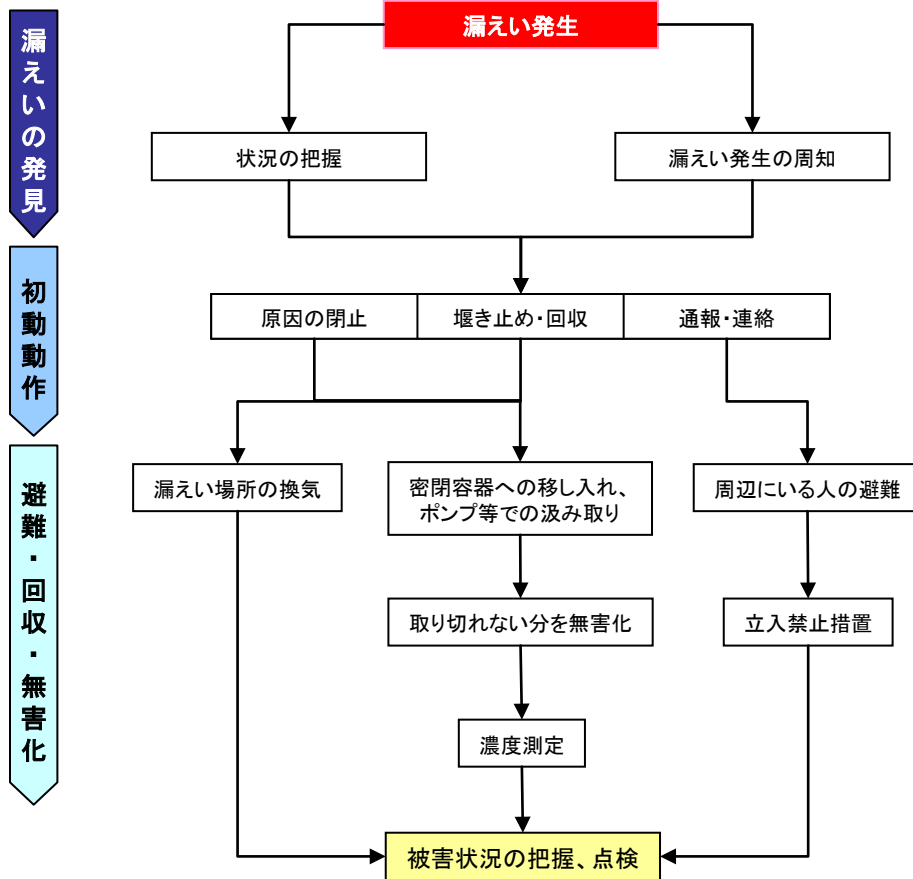 漏えい発生
漏えいの発見
状況の把握
漏えい発生の周知
初動動作
原因の閉止
堰き止め・回収
通報・連絡
避難・回収・無害化
漏えい場所の換気
密閉容器への移し入れ、
ポンプ等での汲み取り
周辺にいる人の避難
取り切れない分を無害化
立入禁止措置
濃度測定
被害状況の把握、点検